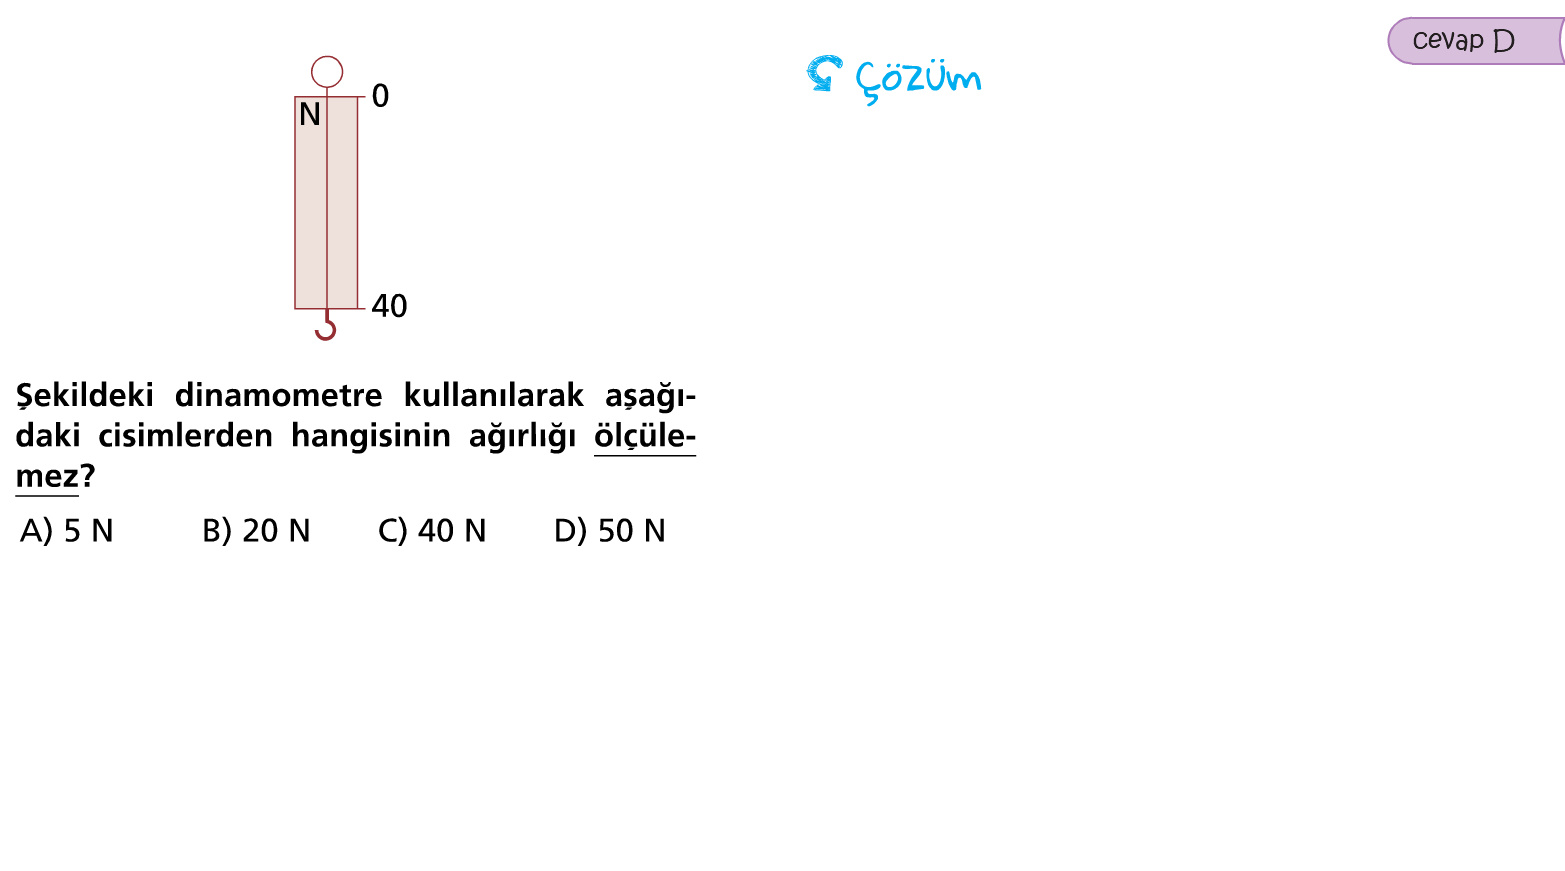 N
0
40
Şekildeki dinamometre kullanılarak aşağı-
daki cisimlerden hangisinin ağırlığı ölçüle-
mez?
A) 5 N B) 20 N C) 40 N D) 50 N
Çözüm
cevap D